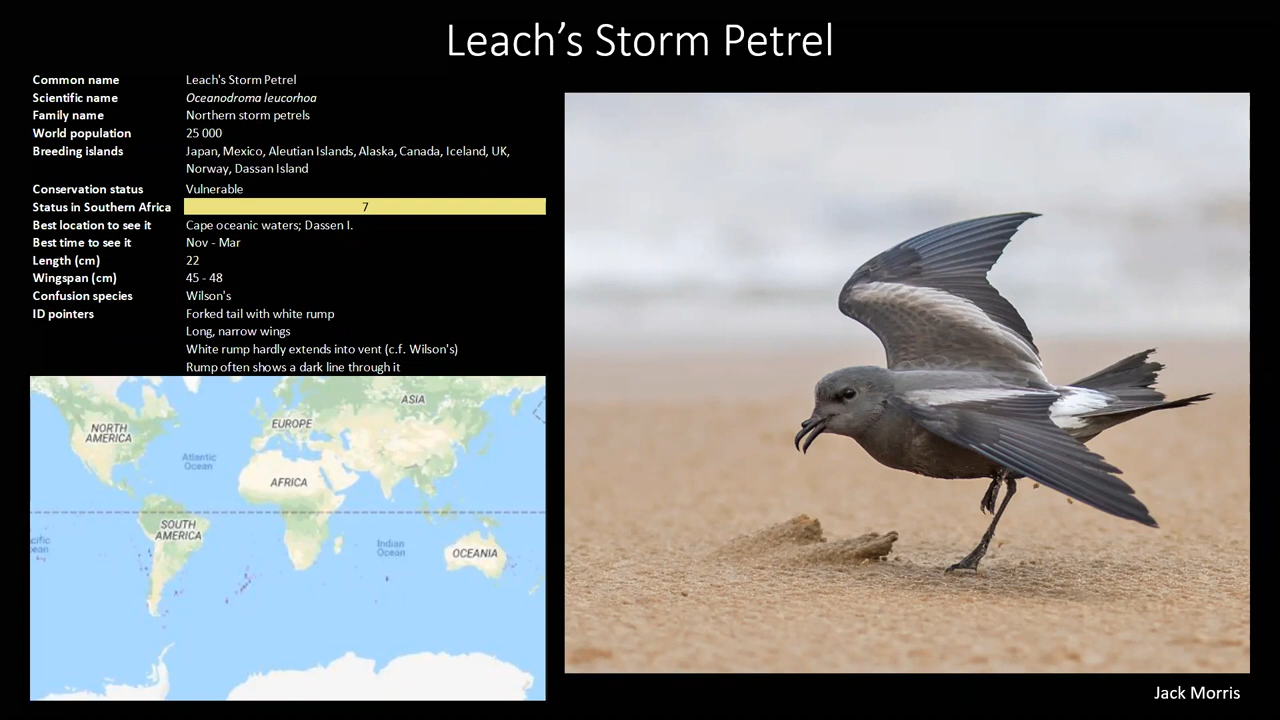 Leach's Storm Petrel
Common name Leach's Storm Petrel
Scientific name Oceanodroma leucorhoa
Family name Northern storm petrels
World population 25 000
Breeding islands Japan, Mexico, Aleutian Islands, Alaska, Canada, Iceland, UK,
Norway, Dassan Island
Conservation status Vulnerable
Status in Southern Africa 7
Best location to see it Cape oceanic waters; Dassen I.
Best time to see it Nov - Mar
Length (cm) 22
Wingspan (cm) 45 - 48
Confusion species Wilson's
ID pointers Forked tail with white rump
Long, narrow wings
White rump hardly extends into vent (c.f. Wilson's)
Rump often shows a dark line through it
ASIA
NORTH
AMERICA
EUROPE
Atlantic
Ocean
AFRICA
SOUTH
AMERICA
cific
ean
Indian
Ocean
OCEANIA
Jack Morris